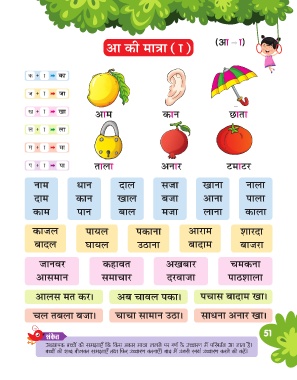 आ की मात्रा ( ा )
(आ – ा)
क + ा = का
ज + ा = जा
ख + ा = खा
ल + ा = ला
आम कान छाता
ताला अनार टमाटर
नाम धान दाल सजा खाना नाला
दाम कान खाल बजा आना पाला
काम पान बाल मजा लाना काला
काजल पायल पकाना आराम शारदा
बादल घायल उठाना बादाम बाजरा
जानवर कहावत अखबार चमकना
आसमान समाचार दरवाजा पाठशाला
आलस मत कर। अब चावल पका। पचास बादाम खा।
चल तबला बजा। चाचा सामान उठा। साधना अनार खा।
संकेत
51